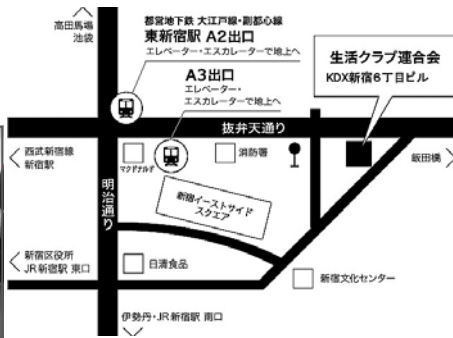 高田馬場
池袋
都営地下鉄 大江戸線・副都心線
東新宿駅 A2出口
エレベーター・エスカレーターで地上へ
A3出口
エレベーター・
エスカレーターで地上へ
生活クラブ連合会
KDX新宿6丁目ビル
抜弁天通り
西武新宿線
新宿駅
マクドナルド
消防署
飯田橋
明治通り
新宿イーストサイド
スクエア
新宿区役所
JR新宿駅 東口
日清食品
新宿文化センター
伊勢丹・JR新宿駅 南口